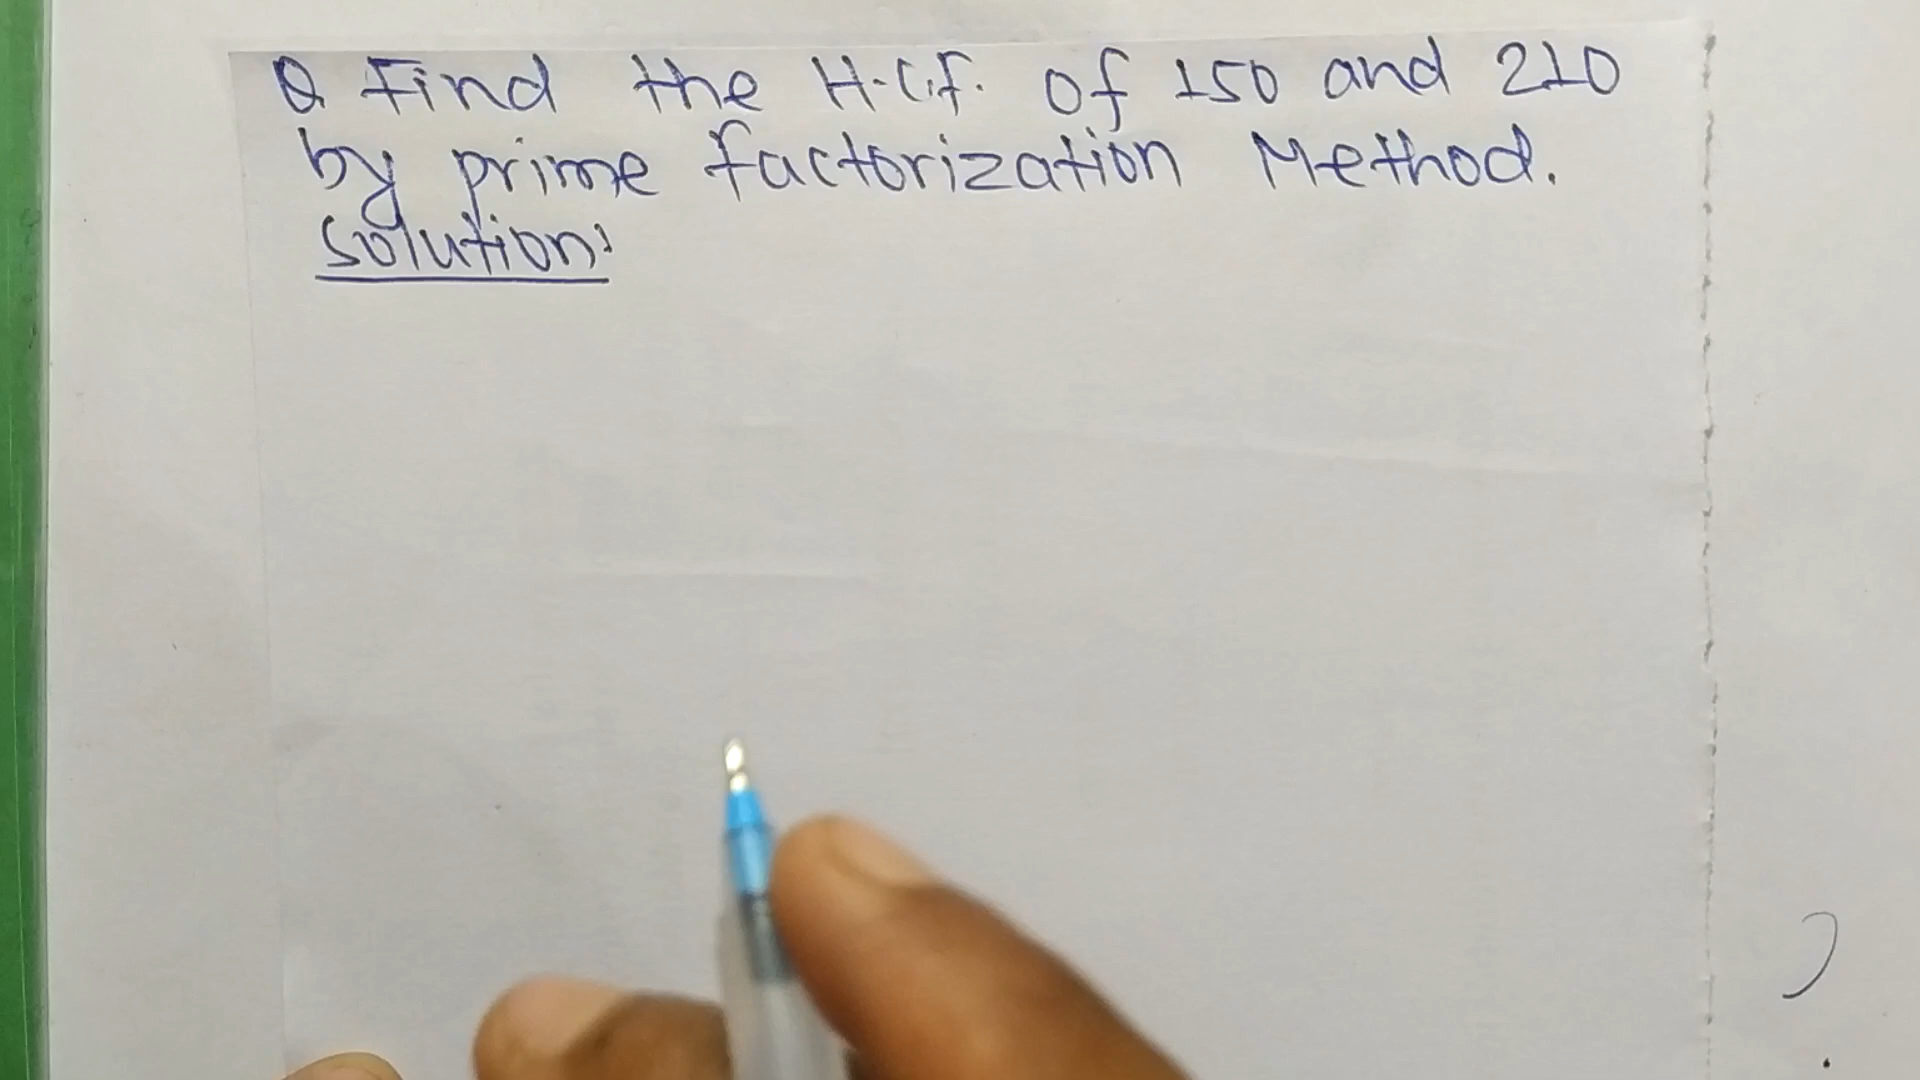 Q Find the H.C.F. of 150 and 210
by prime factorization Method.
Solution: